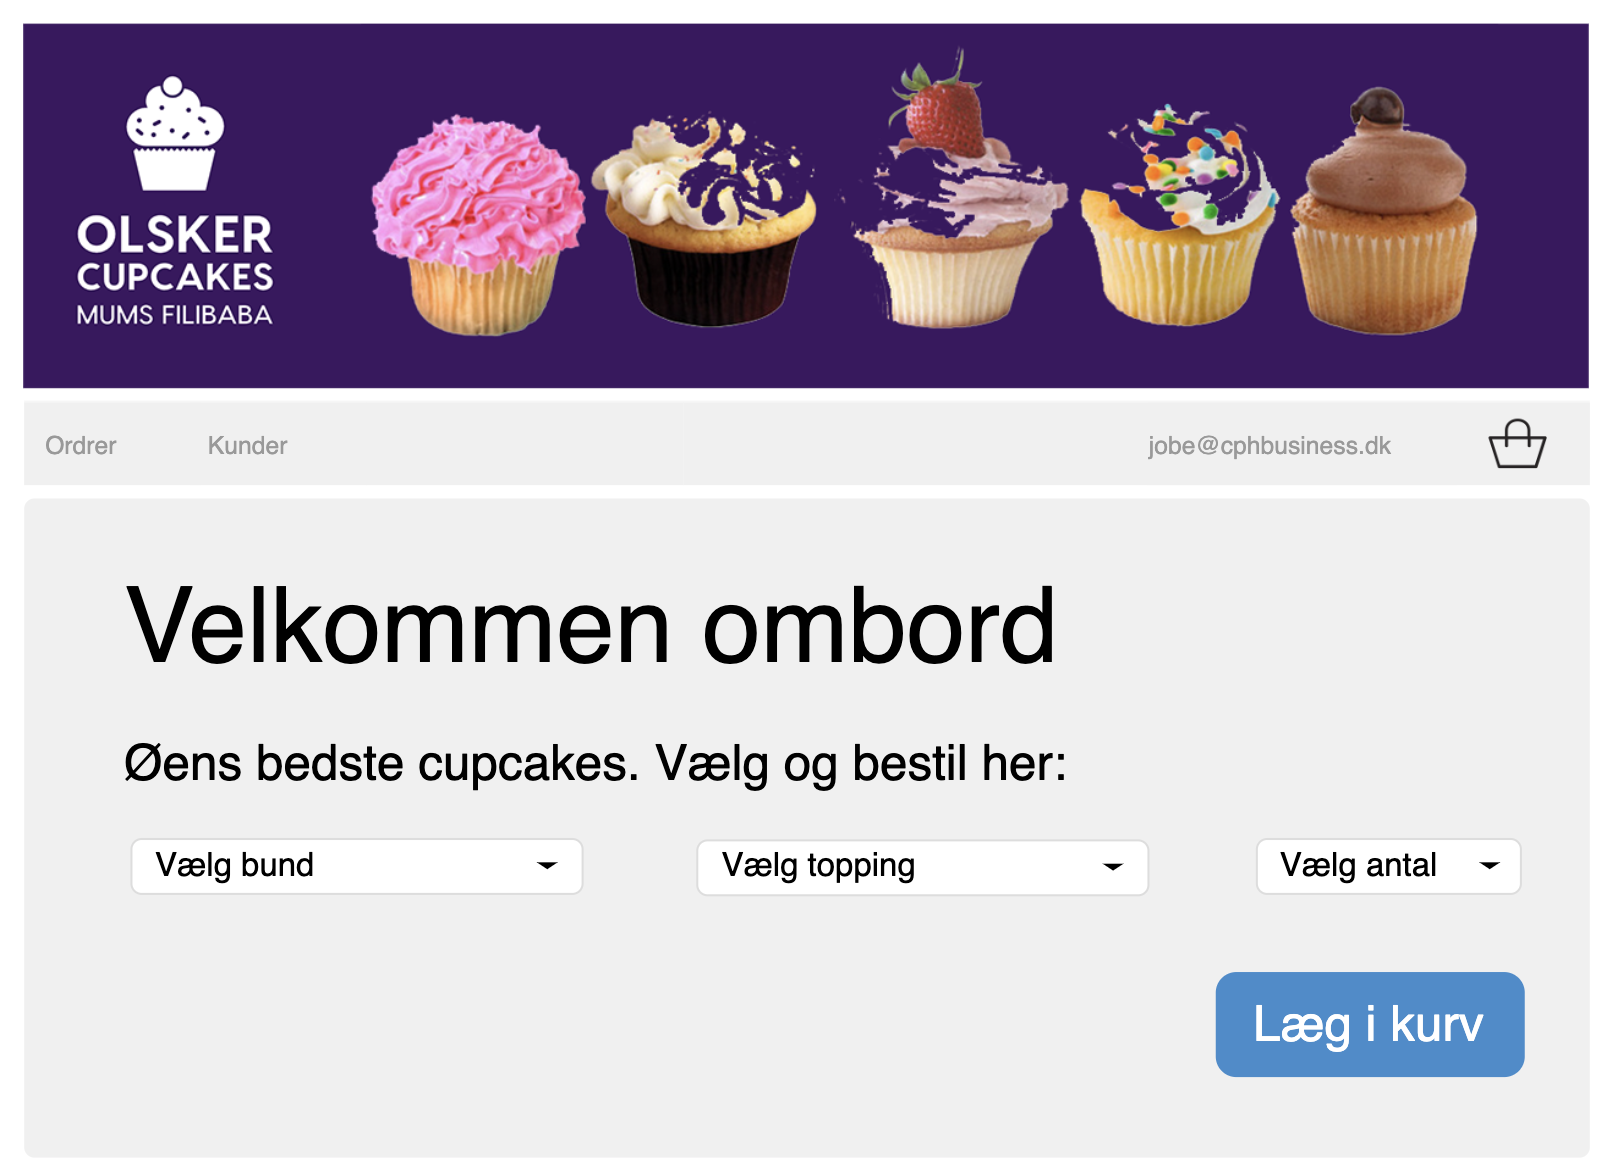 OLSKER
CUPCAKES
MUMS FILIBABA
Ordrer Kunder jobe@cphbusiness.dk
Velkommen ombord
Øens bedste cupcakes. Vælg og bestil her:
Vælg bund Vælg topping Vælg antal
Læg i kurv